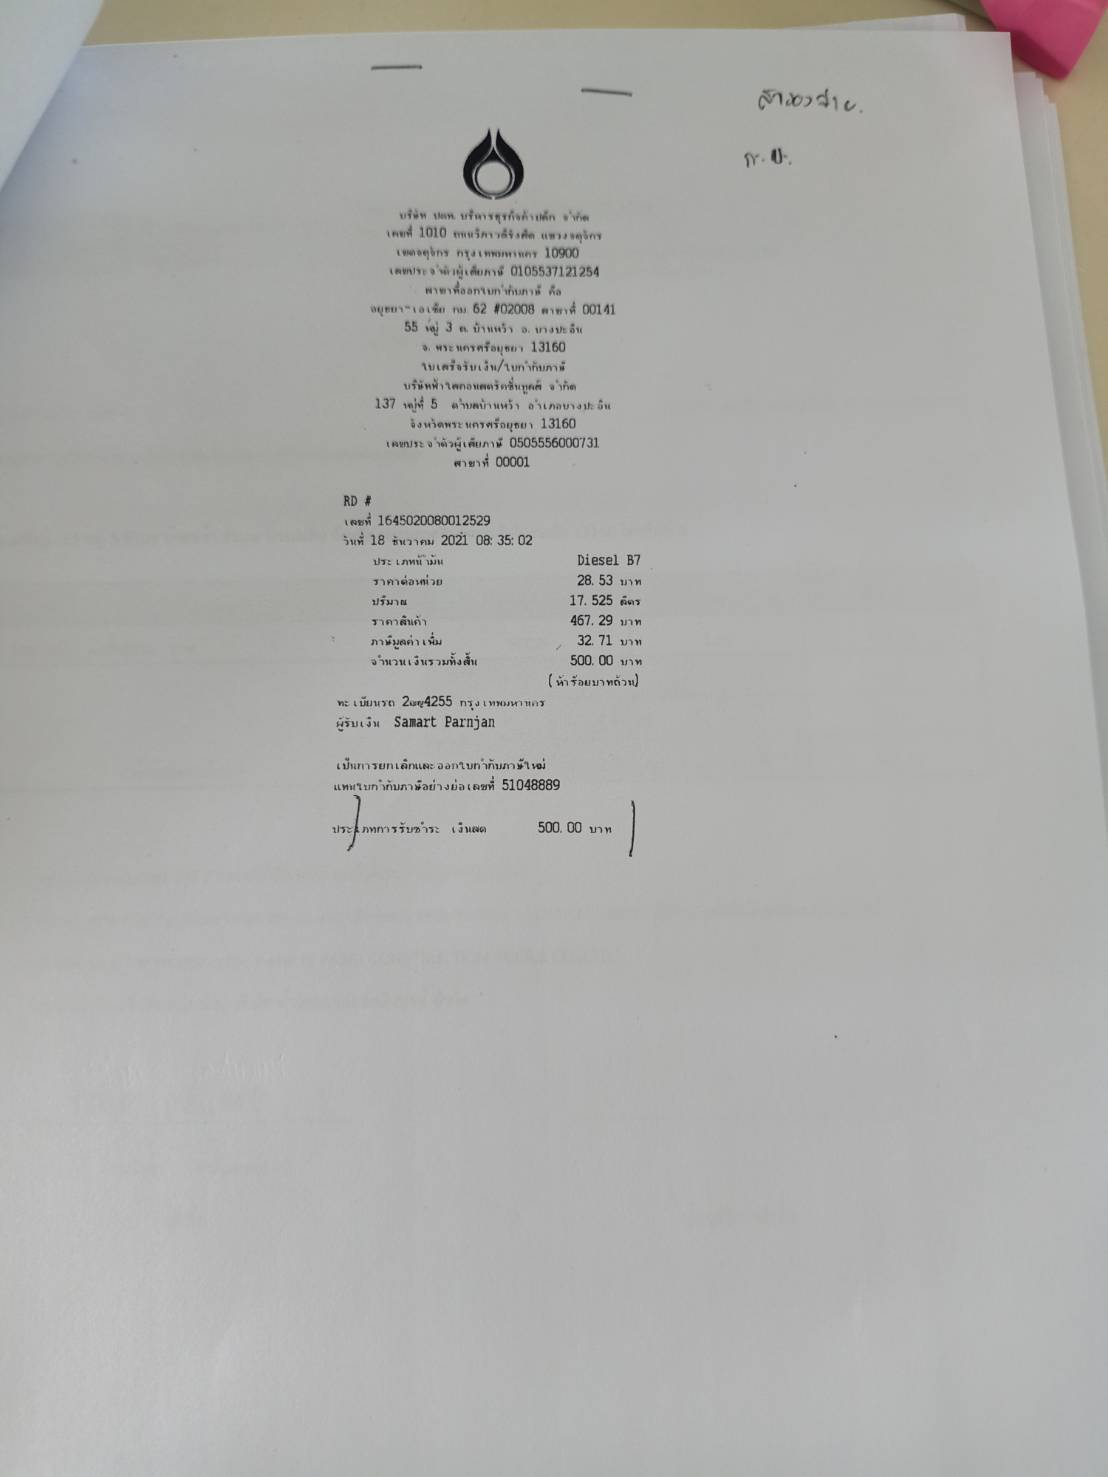 สำรองจ่าย.
ก.ย.
บริษัท ปตท. บริหารธุรกิจค้าปลีก จำกัด
เลขที่ 1010 ถนนวิภาวดีรังสิต แขวงจตุจักร
เขตจตุจักร กรุงเทพมหานคร 10900
เลขประจำตัวผู้เสียภาษี 0105537121254
สาขาที่ออกใบกำกับภาษี คือ
อยุธยา-เอเซีย กม. 62 #02008 สาขาที่ 00141
55 หมู่ 3 ต. บ้านหว้า อ. บางปะอิน
จ. พระนครศรีอยุธยา 13160
ใบเสร็จรับเงิน/ใบกำกับภาษี
บริษัทฟ้าใสคอนสตรัคชั่นทูลส์ จำกัด
137 หมู่ที่ 5 ตำบลบ้านหว้า อำเภอบางปะอิน
จังหวัดพระนครศรีอยุธยา 13160
เลขประจำตัวผู้เสียภาษี 0505556000731
สาขาที่ 00001
RD #
เลขที่ 1645020080012529
วันที่ 18 ธันวาคม 2021 08:35:02
ประเภทน้ำมัน Diesel B7
ราคาต่อหน่วย 28.53 บาท
ปริมาณ 17.525 ลิตร
ราคาสินค้า 467.29 บาท
ภาษีมูลค่าเพิ่ม 32.71 บาท
จำนวนเงินรวมทั้งสิ้น 500.00 บาท
(ห้าร้อยบาทถ้วน)
ทะเบียนรถ กรุงเทพมหานคร
ผู้รับเงิน Samart Parnjan
เป็นการยกเลิกและออกใบกำกับภาษีใหม่
แทนใบกำกับภาษีอย่างย่อเลขที่ 51048889
ประเภทการรับชำระ เงินสด 500.00 บาท